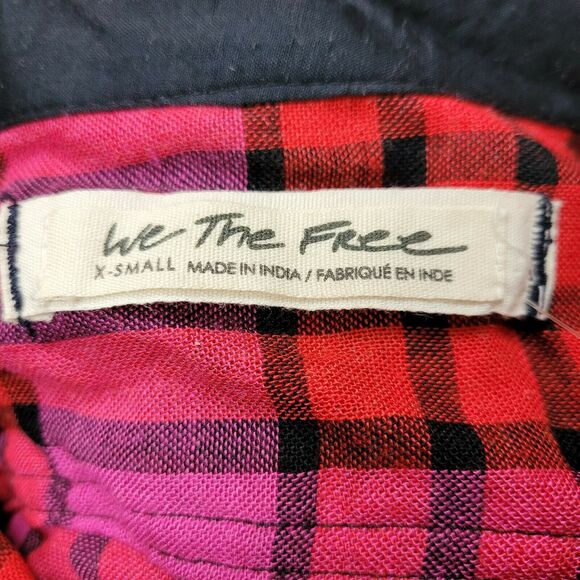 We The Free
X-SMALL MADE IN INDIA / FABRIQUÉ EN INDE